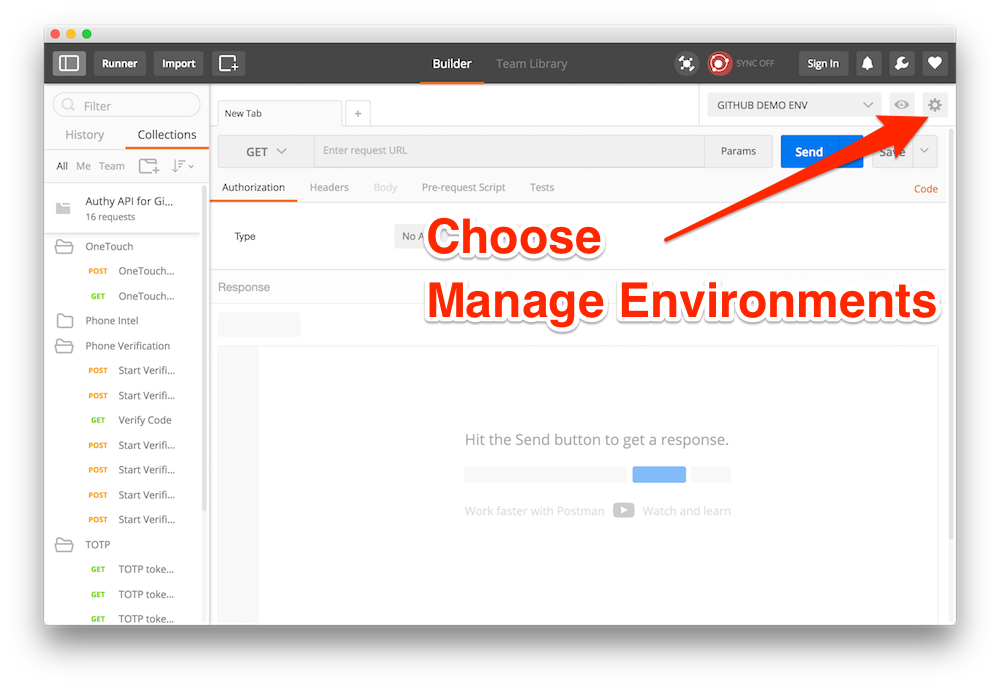 Runner
Import
Builder
Team Library
SYNC OFF
Sign In
Filter
History
Collections
All Me Team
Authy API for Gi...
16 requests
OneTouch
POST OneTouch...
GET OneTouch...
Phone Intel
Phone Verification
POST Start Verifi...
POST Start Verifi...
GET Verify Code
POST Start Verifi...
POST Start Verifi...
POST Start Verifi...
POST Start Verifi...
TOTP
GET TOTP toke...
GET TOTP toke...
GET TOTP toke...
New Tab
+
GITHUB DEMO ENV
GET
Enter request URL
Params
Send
Save
Authorization
Headers
Body
Pre-request Script
Tests
Code
Type
No A
Choose
Manage Environments
Response
Hit the Send button to get a response.
Work faster with Postman
Watch and learn